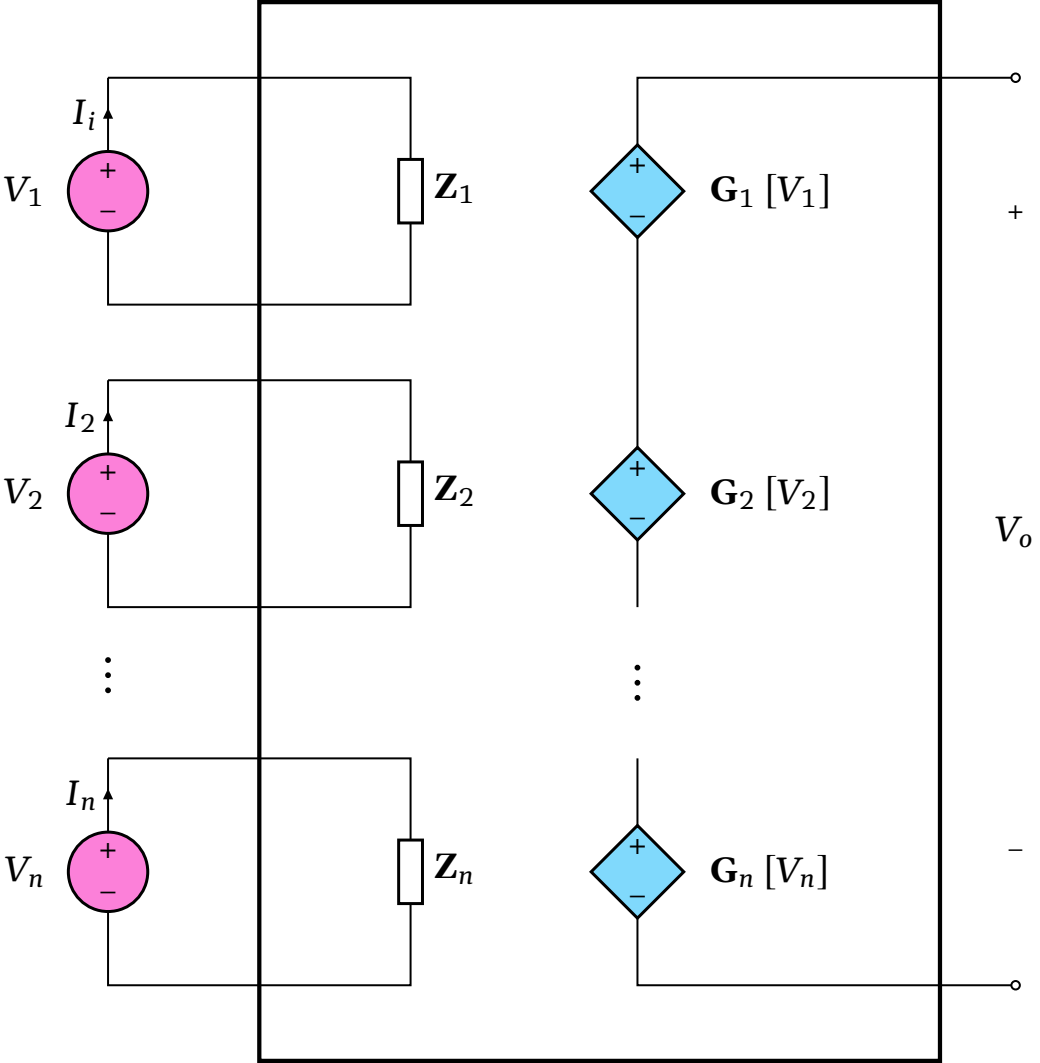 I_i
V_1
+
−
Z_1
+
−
G_1 [V_1]
+
I_2
V_2
+
−
Z_2
+
−
G_2 [V_2]
V_o
⋮
⋮
I_n
V_n
+
−
Z_n
+
−
G_n [V_n]
−